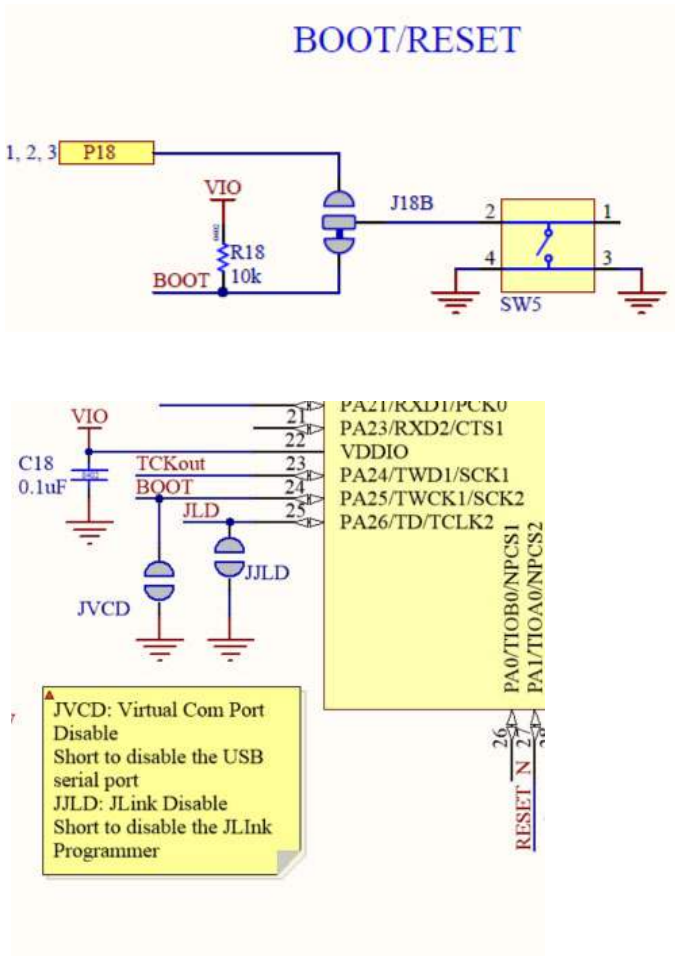 BOOT/RESET
1, 2, 3 P18
VIO
J18B
2
1
R18
10k
4
3
BOOT
SW5
PA21/RXD1/PCK0
VIO
21
PA23/RXD2/CTS1
22
VDDIO
C18
TCKout
23
PA24/TWD1/SCK1
0.1uF
BOOT
24
PA25/TWCK1/SCK2
JLD
25
PA26/TD/TCLK2
JJLD
JVCD
PA0/TIOB0/NPCS1
PA1/TIOA0/NPCS2
JVCD: Virtual Com Port
Disable
Short to disable the USB
serial port
JJLD: JLink Disable
Short to disable the JLInk
Programmer
26
27
28
RESET_N